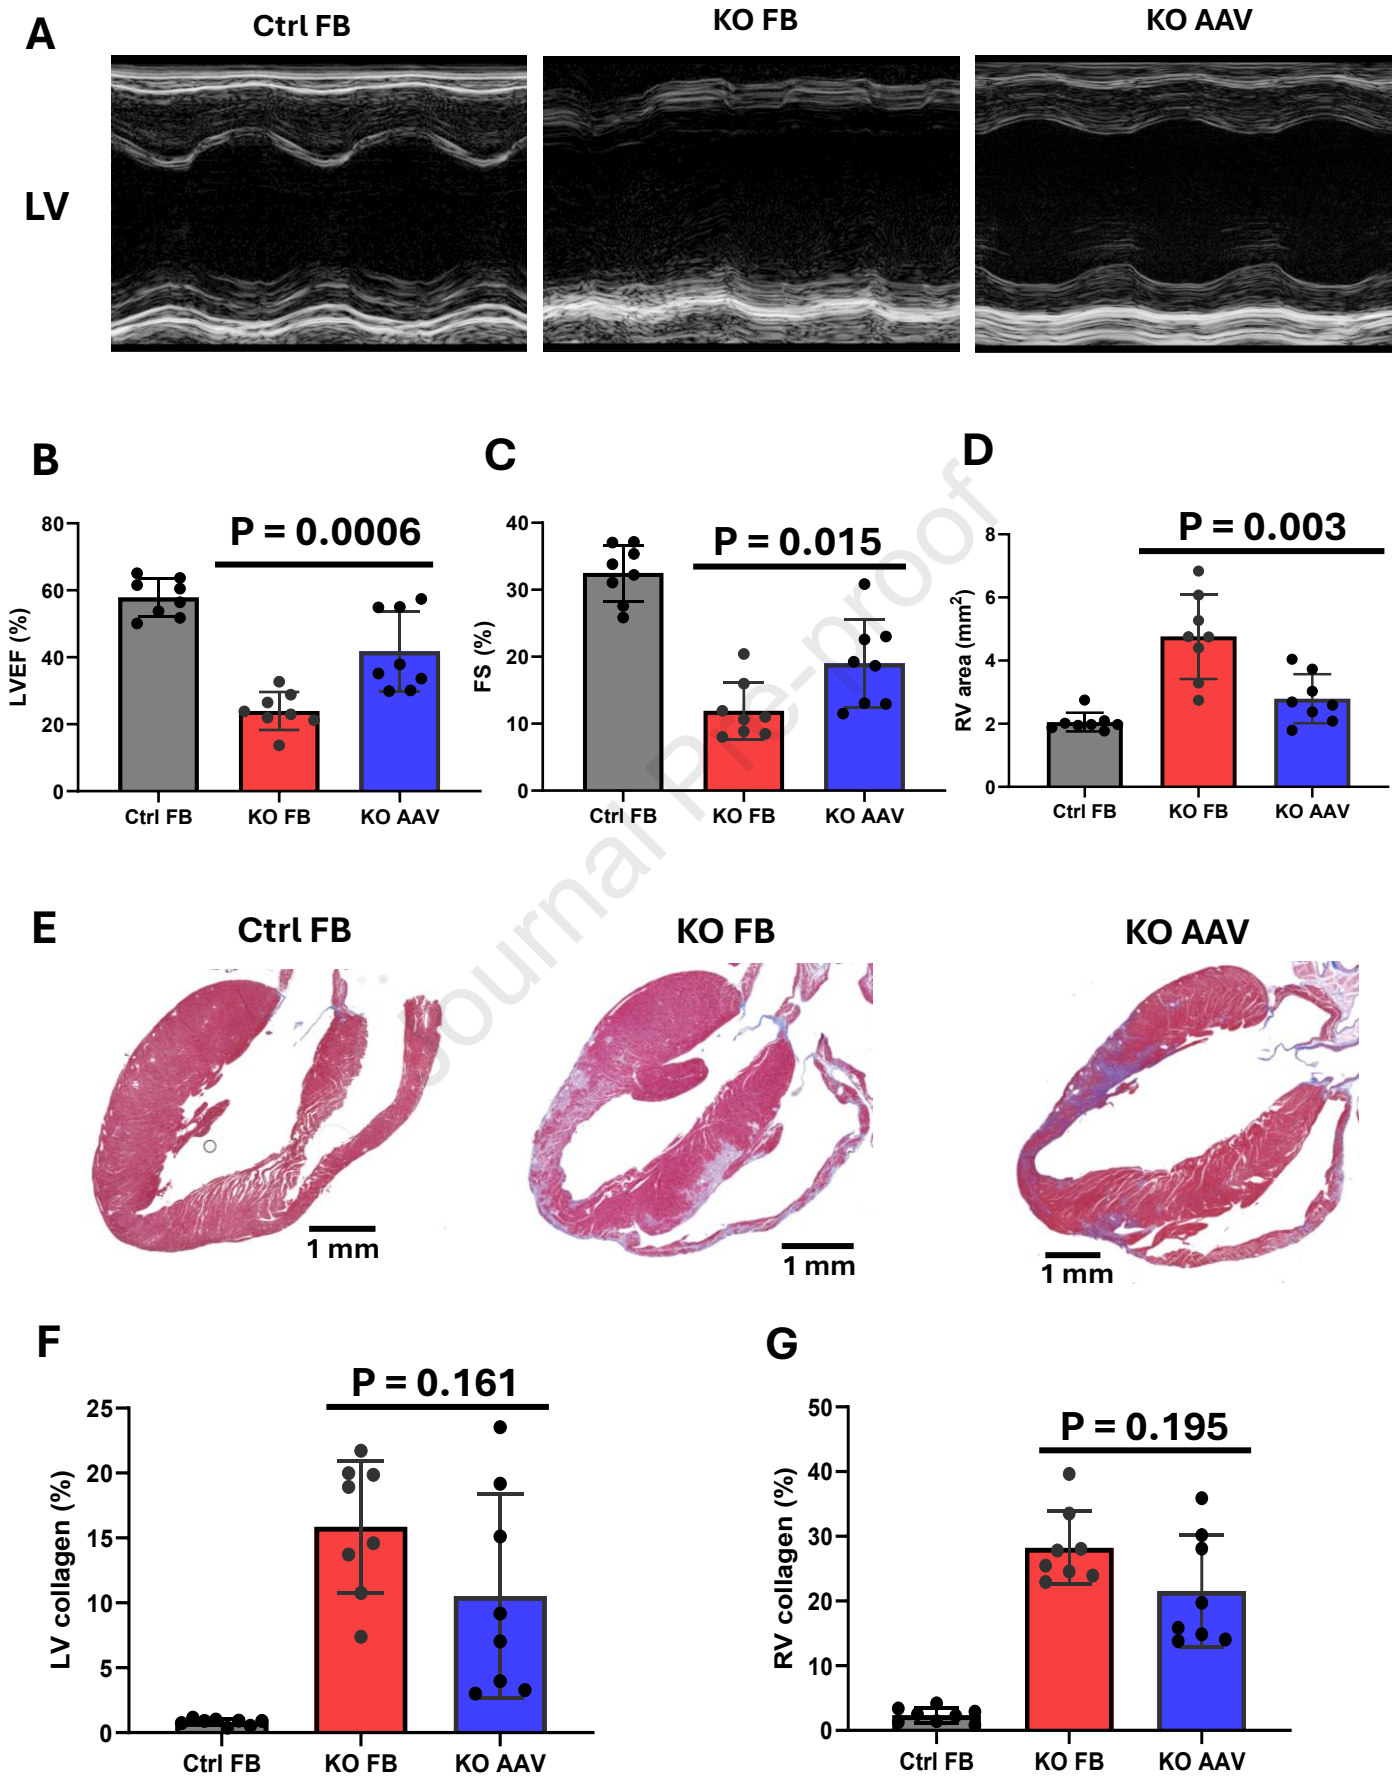 A
Ctrl FB
KO FB
KO AAV
LV
B
C
D
P = 0.0006
P = 0.015
P = 0.003
LVEF (%)
80
60
40
20
0
Ctrl FB
KO FB
KO AAV
FS (%)
40
30
20
10
0
Ctrl FB
KO FB
KO AAV
RV area (mm²)
8
6
4
2
0
Ctrl FB
KO FB
KO AAV
Journal Pre-proof
E
Ctrl FB
KO FB
KO AAV
1 mm
1 mm
1 mm
F
P = 0.161
LV collagen (%)
25
20
15
10
5
0
Ctrl FB
KO FB
KO AAV
G
P = 0.195
RV collagen (%)
50
40
30
20
10
0
Ctrl FB
KO FB
KO AAV